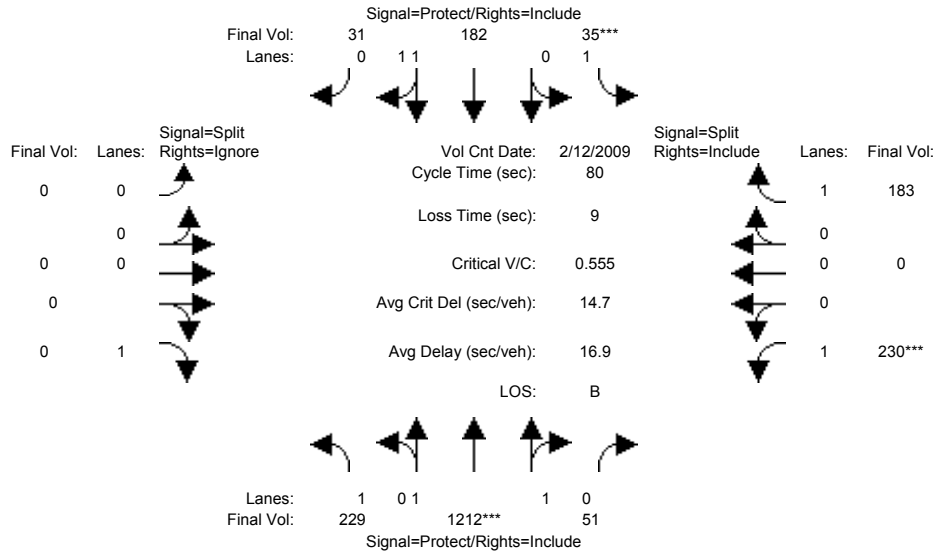 Signal=Protect/Rights=Include
Final Vol: 31 182 35***
Lanes: 0 1 1 0 1
Signal=Split Signal=Split
Final Vol: Lanes: Rights=Ignore Vol Cnt Date: 2/12/2009 Rights=Include Lanes: Final Vol:
Cycle Time (sec): 80
0 0 1 183
Loss Time (sec): 9
0 0
0 0 Critical V/C: 0.555 0 0
0 Avg Crit Del (sec/veh): 14.7 0
0 1 Avg Delay (sec/veh): 16.9 1 230***
LOS: B
Lanes: 1 0 1 1 0
Final Vol: 229 1212*** 51
Signal=Protect/Rights=Include